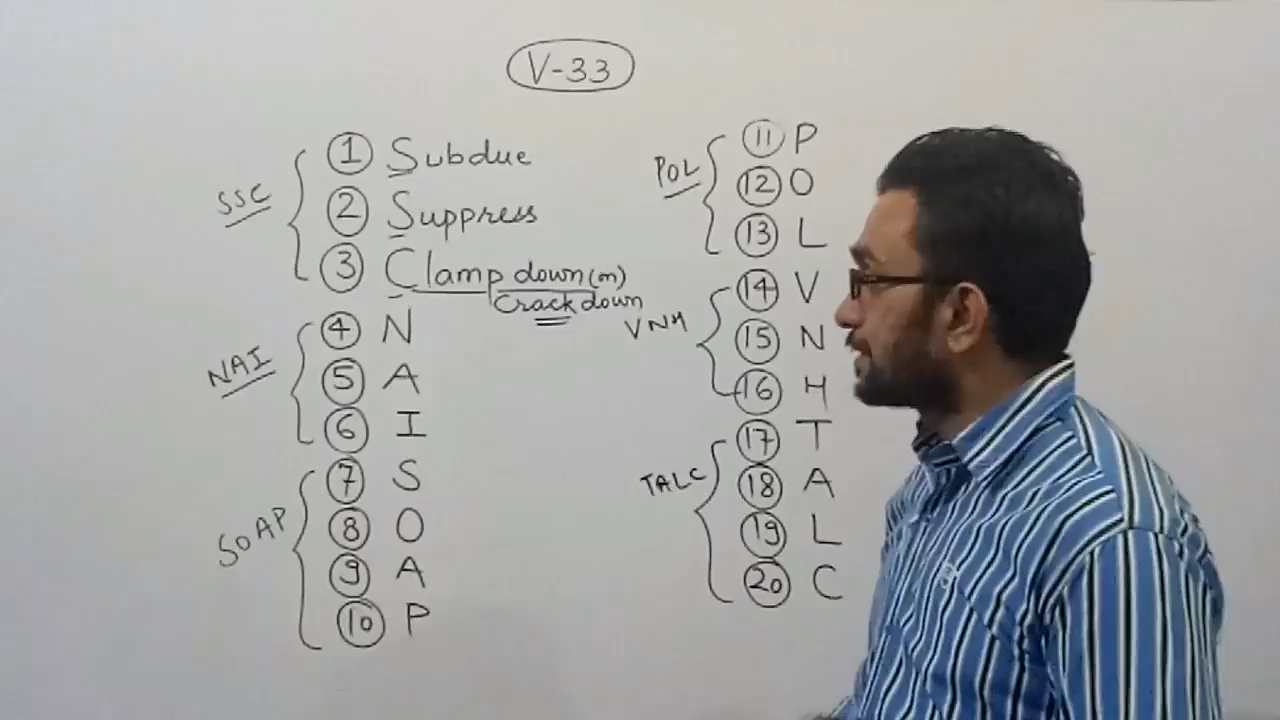 V-33
SSC
① Subdue
② Suppress
③ Clamp down (on)
Crack down
NAI
④ N
⑤ A
⑥ I
SOAP
⑦ S
⑧ O
⑨ A
⑩ P
POL
⑪ P
⑫ O
⑬ L
VNH
⑭ V
⑮ N
⑯ H
TALC
⑰ T
⑱ A
⑲ L
⑳ C